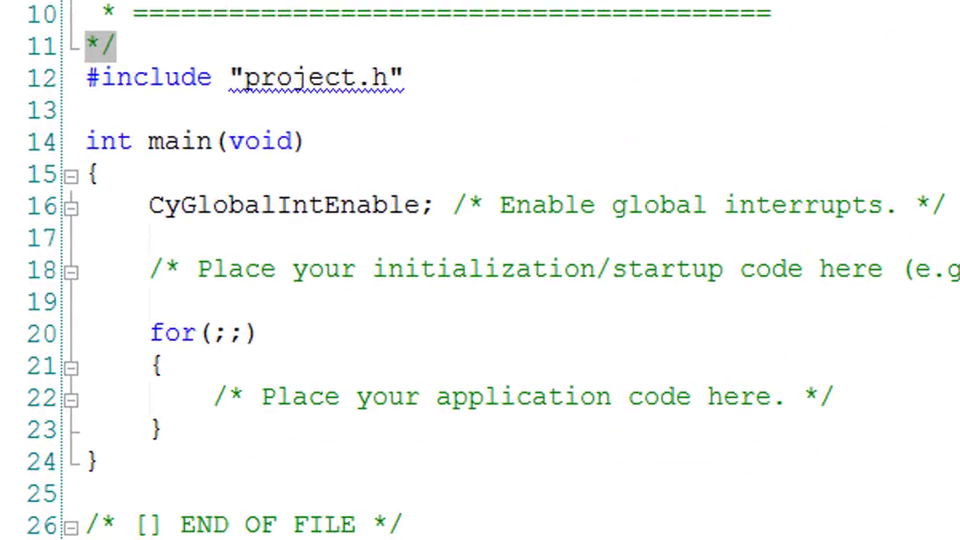 10 * ========================================
11 */
12 #include "project.h"
13
14 int main(void)
15 {
16 CyGlobalIntEnable; /* Enable global interrupts. */
17
18 /* Place your initialization/startup code here (e.g
19
20 for(;;)
21 {
22 /* Place your application code here. */
23 }
24 }
25
26 /* [] END OF FILE */